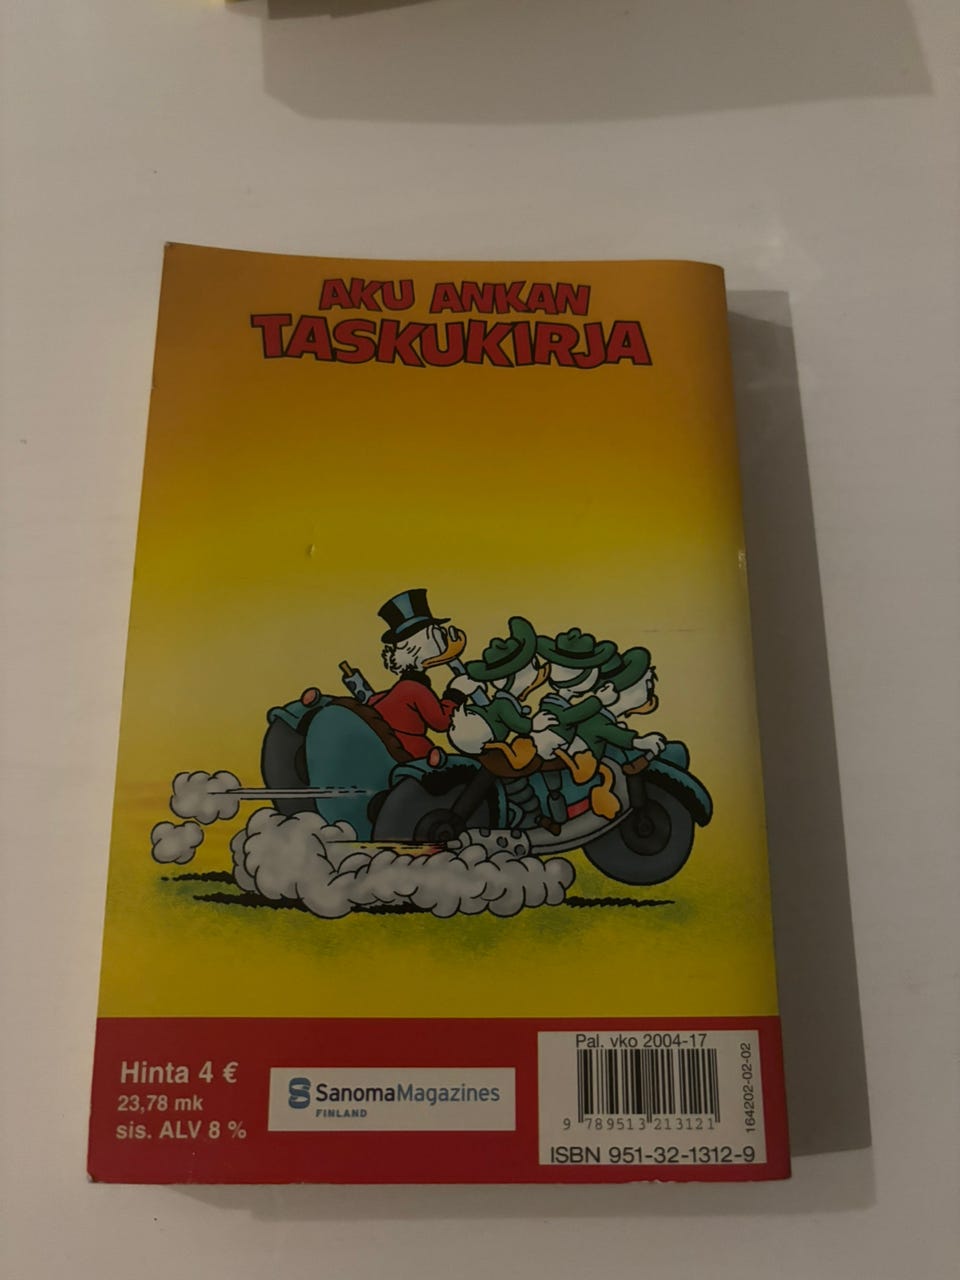 AKU ANKAN
TASKUKIRJA
Hinta 4 €
23,78 mk
sis. ALV 8 %
SanomaMagazines
FINLAND
Pal. vko 2004-17
9 789513 213121
ISBN 951-32-1312-9
164202-02-02